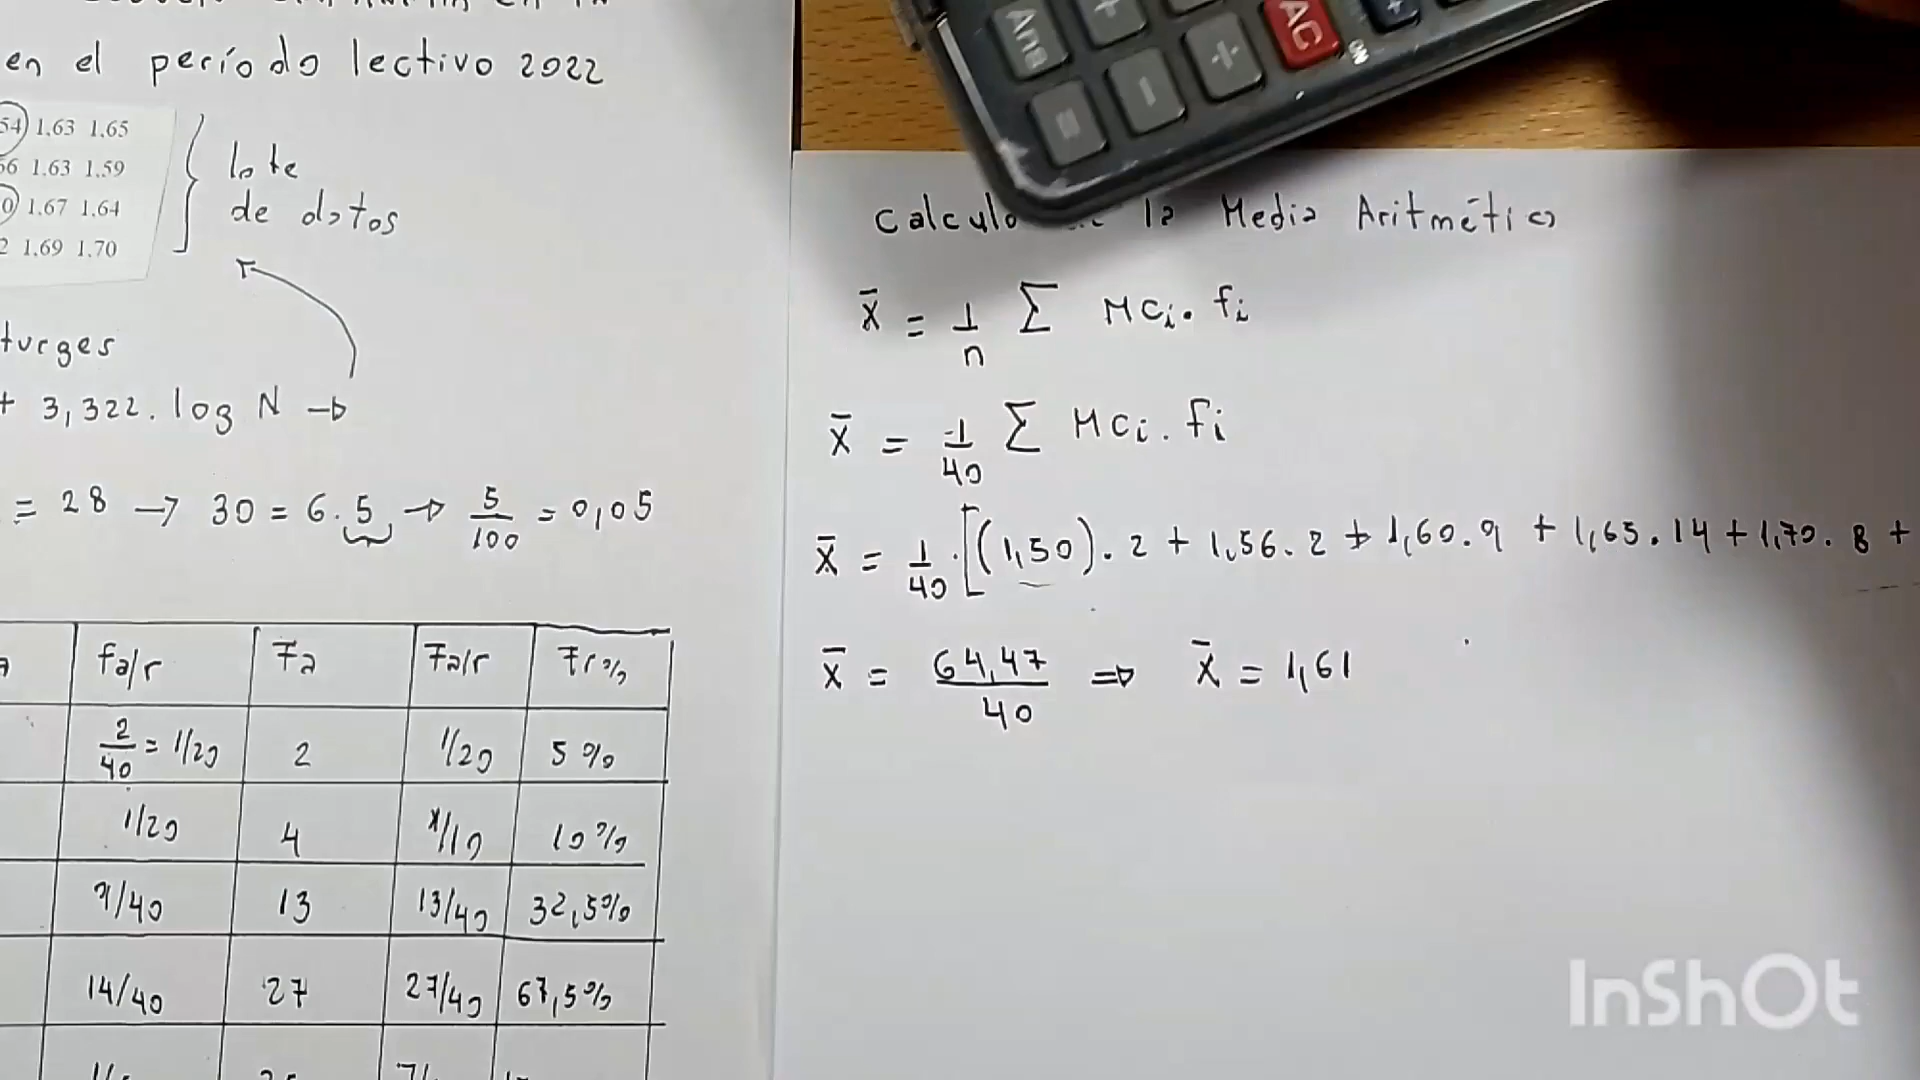 en el período lectivo 2022
54 1.63 1.65
56 1.63 1.59
0 1.67 1.64
2 1.69 1.70
lote
de datos
turges
+ 3,322. log N →
= 28 → 30 = 6.5 → 5/100 = 0,05
fa/r Fa Fa/r Fr%
2/40 = 1/20 2 1/20 5%
1/20 4 1/10 10%
9/40 13 13/40 32,5%
14/40 27 27/40 67,5%
Ans + ÷ AC ON
= −
Calculo la Media Aritmética
x̄ = 1/n Σ Mci. fi
x̄ = 1/40 Σ Mci. fi
x̄ = 1/40 . [(1,50). 2 + 1,56. 2 + 1,60. 9 + 1,65. 14 + 1,70. 8 +
x̄ = 64,47/40 ⇒ x̄ = 1,61
InShOt